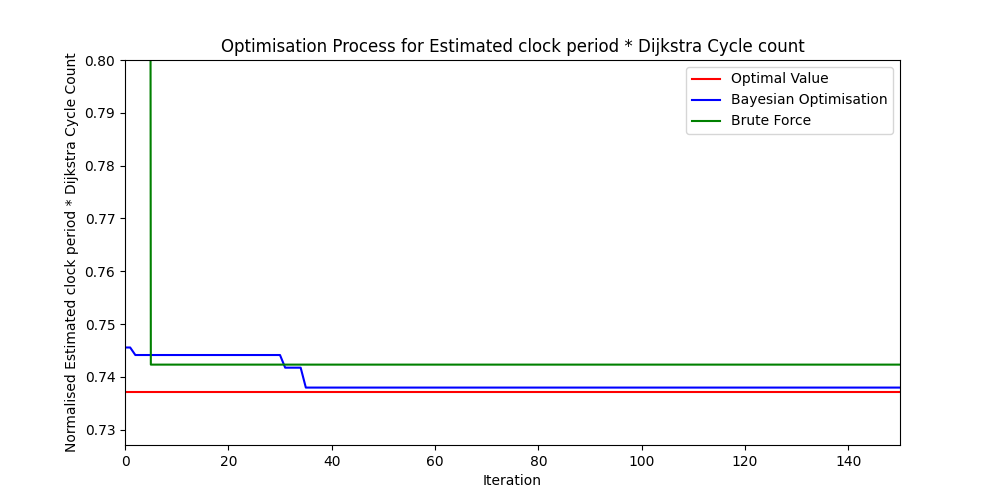 Optimisation Process for Estimated clock period * Dijkstra Cycle count
Normalised Estimated clock period * Dijkstra Cycle Count
0.80
0.79
0.78
0.77
0.76
0.75
0.74
0.73
Optimal Value
Bayesian Optimisation
Brute Force
0 20 40 60 80 100 120 140
Iteration